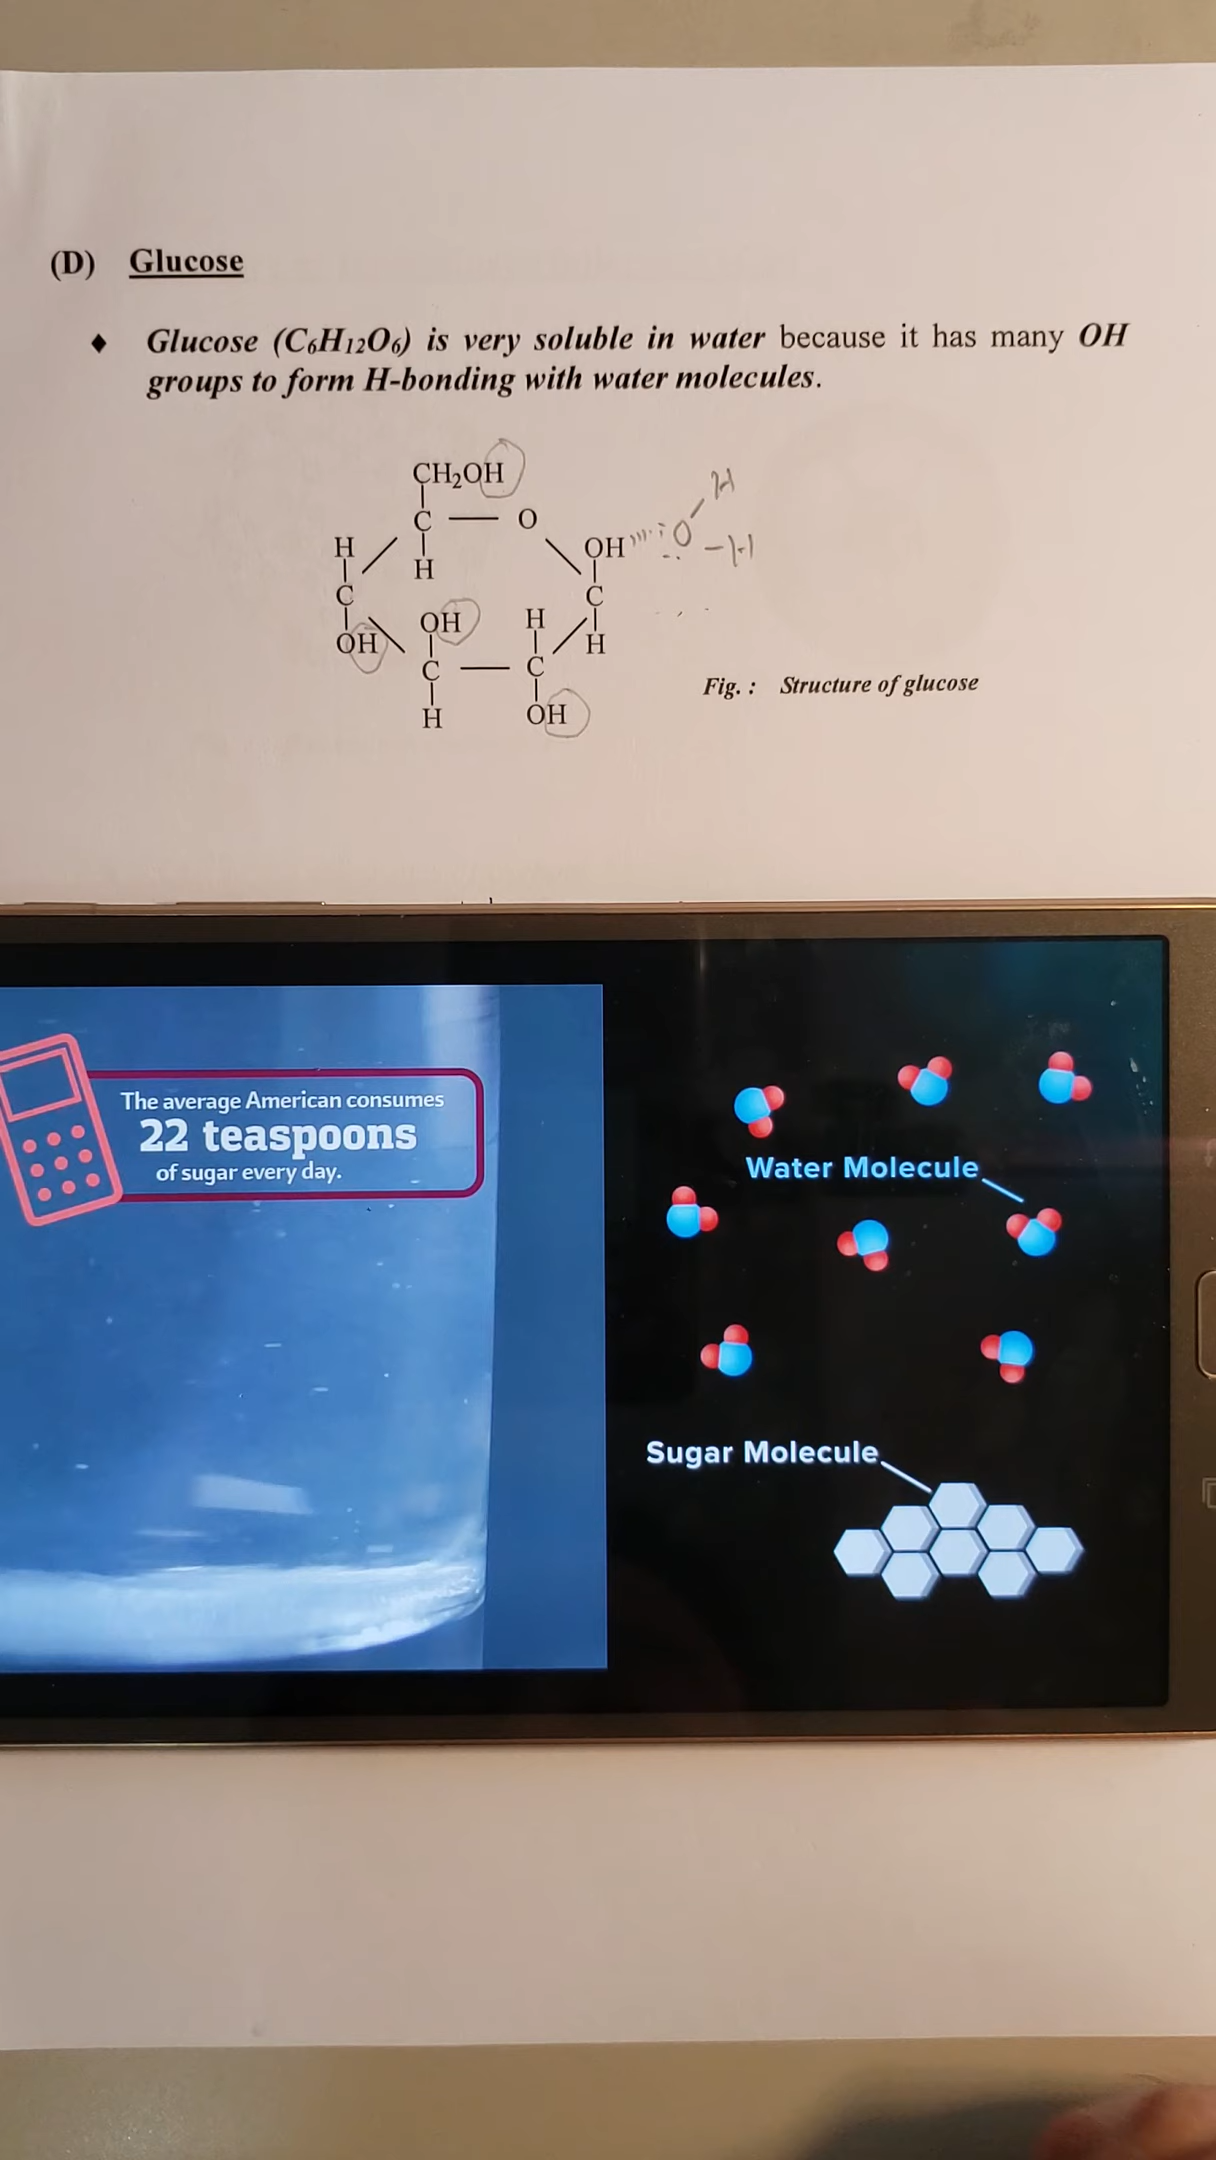 (D) Glucose
♦ Glucose (C₆H₁₂O₆) is very soluble in water because it has many OH
groups to form H-bonding with water molecules.
CH₂OH
C — O
H
H
OH
O
H
H
C
C
OH
OH
H
H
C
C
H
OH
Fig. : Structure of glucose
The average American consumes
22 teaspoons
of sugar every day.
Water Molecule
Sugar Molecule